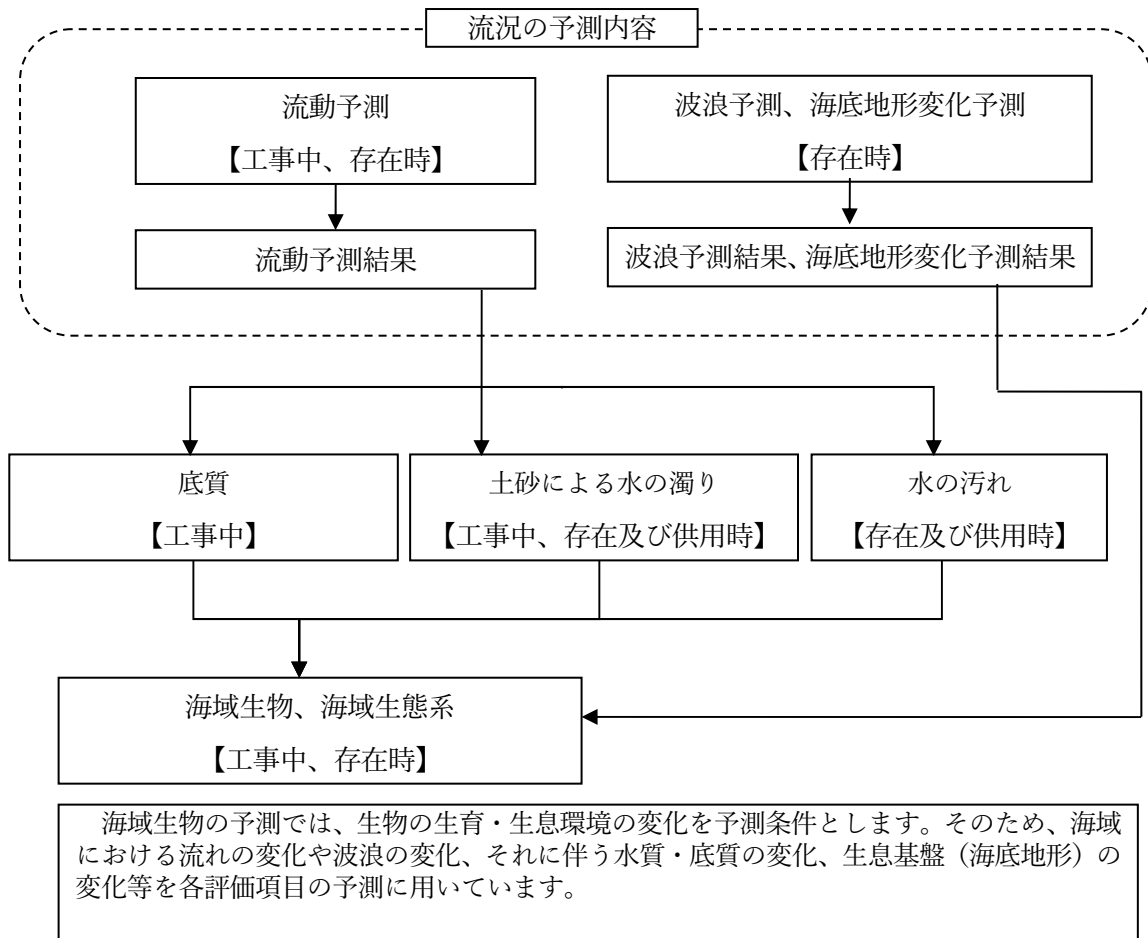 流況の予測内容
流動予測
【工事中、存在時】
波浪予測、海底地形変化予測
【存在時】
流動予測結果
波浪予測結果、海底地形変化予測結果
底質
【工事中】
土砂による水の濁り
【工事中、存在及び供用時】
水の汚れ
【存在及び供用時】
海域生物、海域生態系
【工事中、存在時】
海域生物の予測では、生物の生育・生息環境の変化を予測条件とします。そのため、海域
における流れの変化や波浪の変化、それに伴う水質・底質の変化、生息基盤（海底地形）の
変化等を各評価項目の予測に用いています。